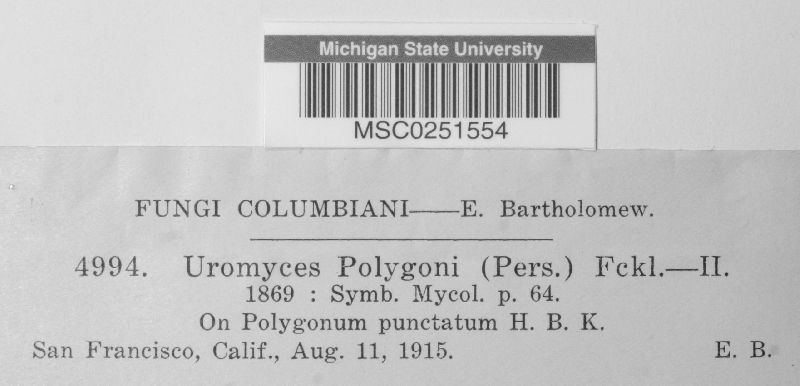 Michigan State University
MSC0251554
FUNGI COLUMBIANI——E. Bartholomew.
4994. Uromyces Polygoni (Pers.) Fckl.—II.
1869 : Symb. Mycol. p. 64.
On Polygonum punctatum H. B. K.
San Francisco, Calif., Aug. 11, 1915. E. B.